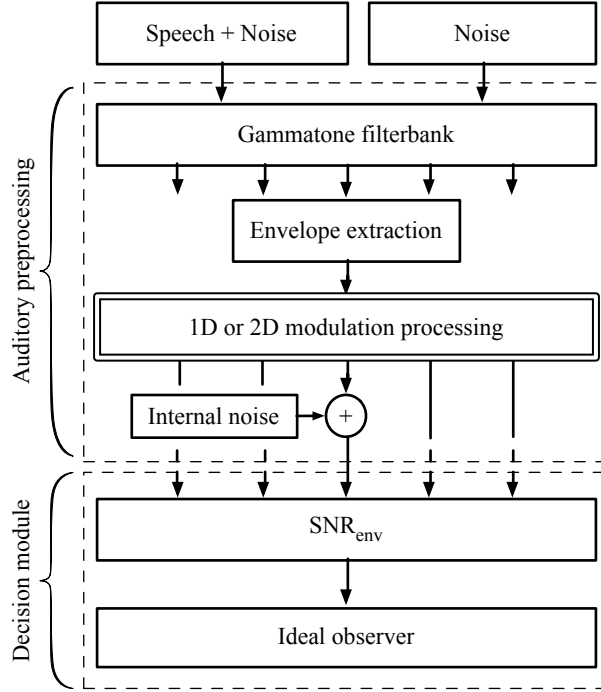 Speech + Noise
Noise
Auditory preprocessing
Gammatone filterbank
Envelope extraction
1D or 2D modulation processing
Internal noise
+
Decision module
SNRenv
Ideal observer